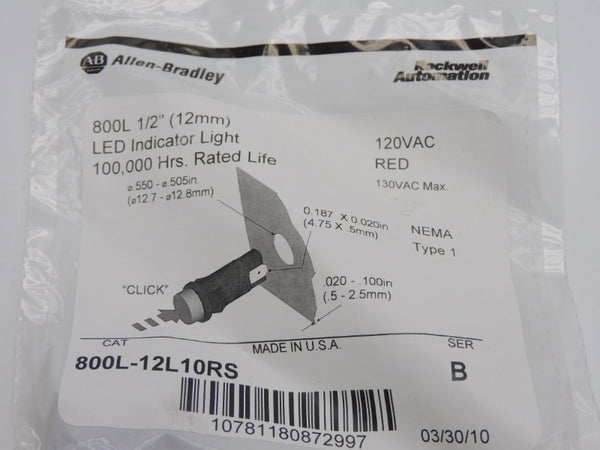 AB Allen-Bradley
Rockwell
Automation
800L 1/2" (12mm)
LED Indicator Light
100,000 Hrs. Rated Life
120VAC
RED
130VAC Max.
ø.550 - ø.505in.
(ø12.7 - ø12.8mm)
0.187 X 0.020in
(4.75 X .5mm)
NEMA
Type 1
"CLICK"
.020 - .100in
(.5 - 2.5mm)
CAT
MADE IN U.S.A.
SER
800L-12L10RS
B
10781180872997
03/30/10